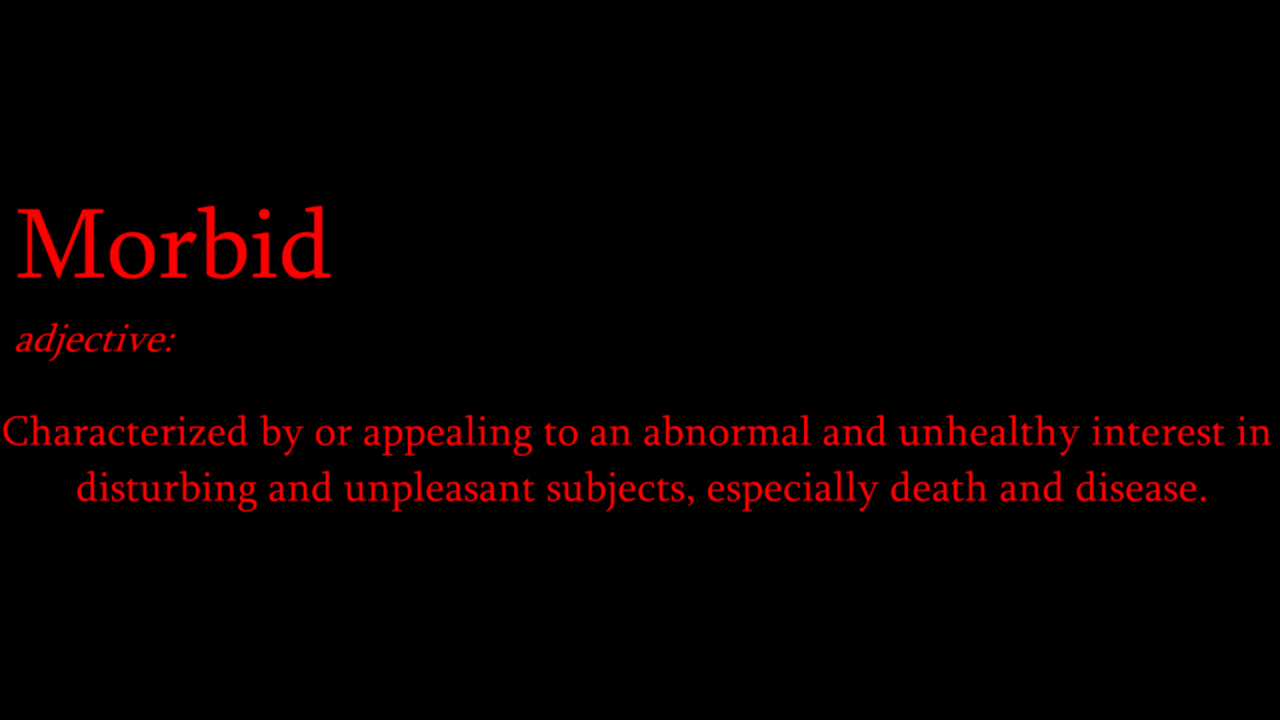 Morbid
adjective:
Characterized by or appealing to an abnormal and unhealthy interest in
disturbing and unpleasant subjects, especially death and disease.